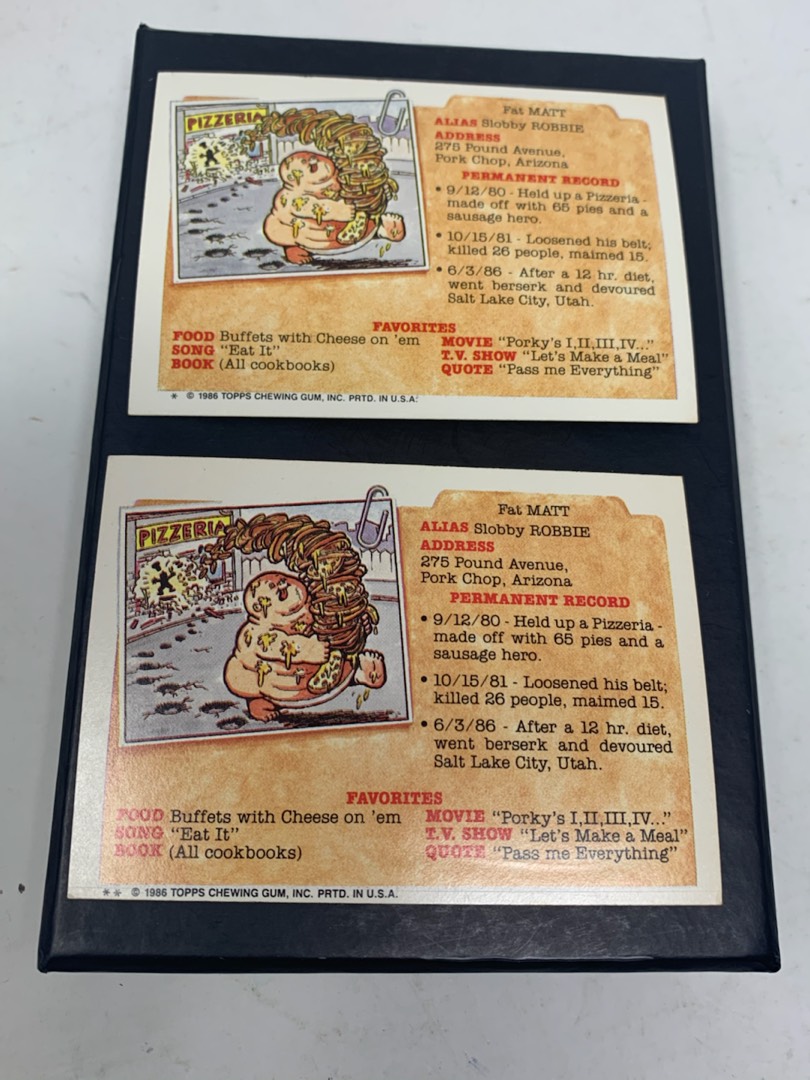 PIZZERIA
Fat MATT
ALIAS Slobby ROBBIE
ADDRESS
275 Pound Avenue,
Pork Chop, Arizona
PERMANENT RECORD
• 9/12/80 - Held up a Pizzeria -
made off with 65 pies and a
sausage hero.
• 10/15/81 - Loosened his belt;
killed 26 people, maimed 15.
• 6/3/86 - After a 12 hr. diet,
went berserk and devoured
Salt Lake City, Utah.
FAVORITES
FOOD Buffets with Cheese on 'em
SONG "Eat It"
BOOK (All cookbooks)
MOVIE "Porky's I,II,III,IV..."
T.V. SHOW "Let's Make a Meal"
QUOTE "Pass me Everything"
* © 1986 TOPPS CHEWING GUM, INC. PRTD. IN U.S.A.
PIZZERIA
Fat MATT
ALIAS Slobby ROBBIE
ADDRESS
275 Pound Avenue,
Pork Chop, Arizona
PERMANENT RECORD
• 9/12/80 - Held up a Pizzeria -
made off with 65 pies and a
sausage hero.
• 10/15/81 - Loosened his belt;
killed 26 people, maimed 15.
• 6/3/86 - After a 12 hr. diet,
went berserk and devoured
Salt Lake City, Utah.
FAVORITES
FOOD Buffets with Cheese on 'em
SONG "Eat It"
BOOK (All cookbooks)
MOVIE "Porky's I,II,III,IV..."
T.V. SHOW "Let's Make a Meal"
QUOTE "Pass me Everything"
** © 1986 TOPPS CHEWING GUM, INC. PRTD. IN U.S.A.